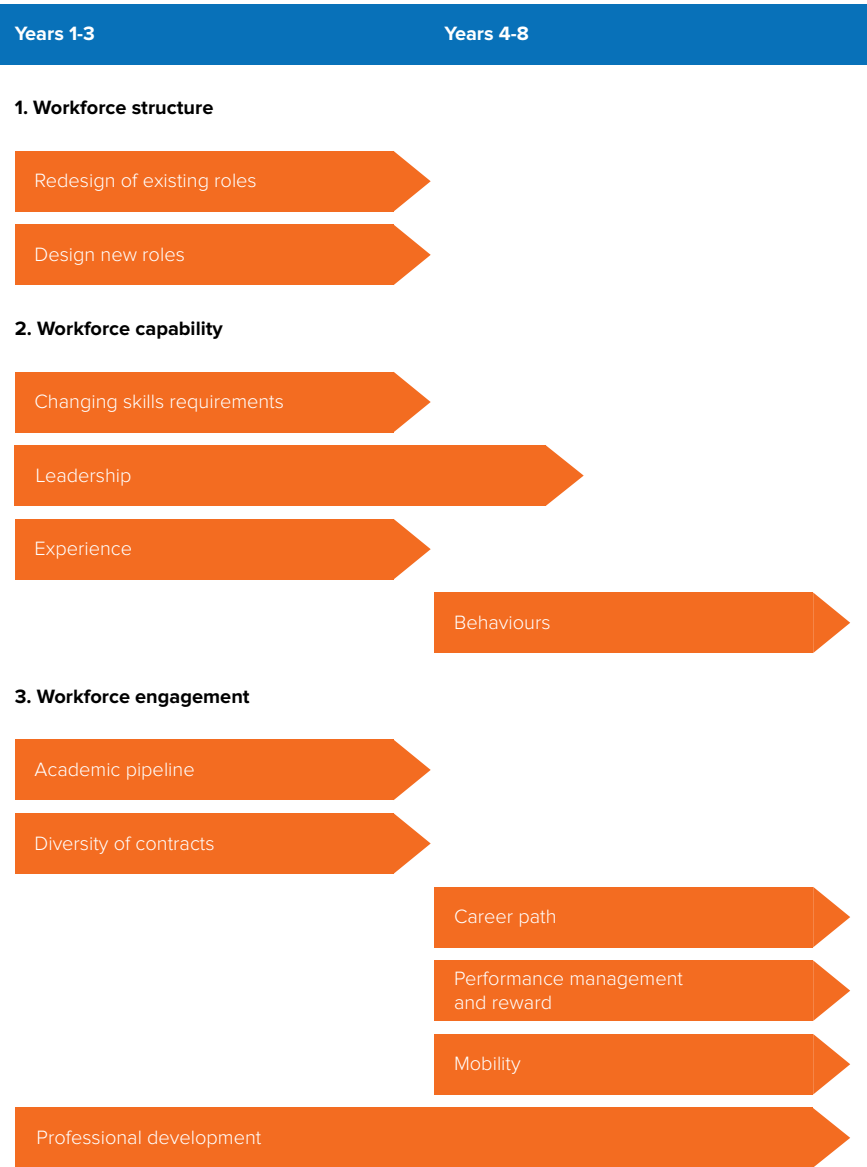 Years 1-3
Years 4-8
1. Workforce structure
Redesign of existing roles
Design new roles
2. Workforce capability
Changing skills requirements
Leadership
Experience
Behaviours
3. Workforce engagement
Academic pipeline
Diversity of contracts
Career path
Performance management
and reward
Mobility
Professional development